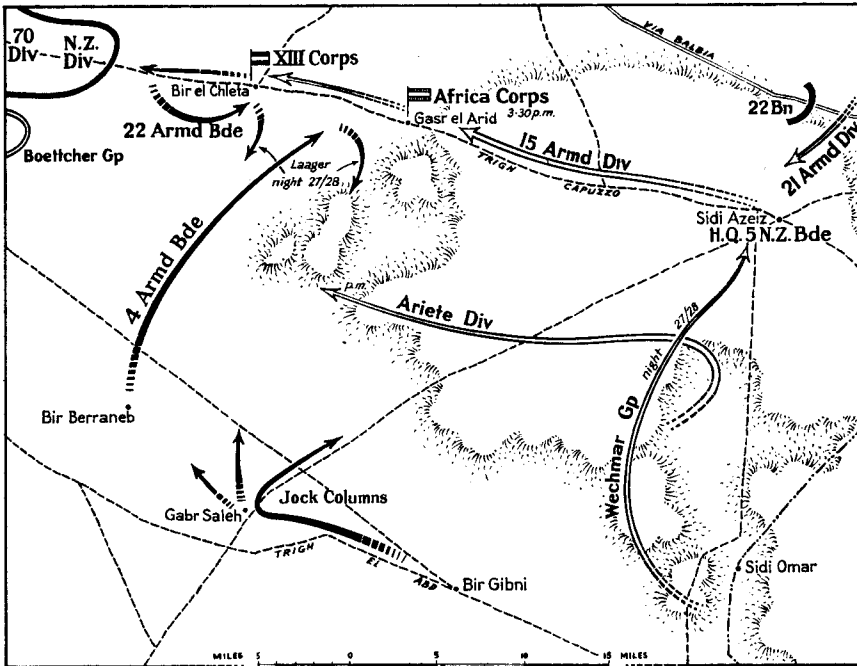 70
Div
N.Z.
Div
XIII Corps
Bir el Chleta
22 Armd Bde
Boettcher Gp
Laager
night 27/28
Africa Corps
3·30 p.m.
Gasr el Arid
VIA BALBIA
22 Bn
21 Armd Div
15 Armd Div
TRIGH
CAPUZZO
Sidi Azeiz
H.Q. 5 N.Z. Bde
4 Armd Bde
p.m.
Ariete Div
night 27/28
Wechmar Gp
Bir Berraneb
Jock Columns
Gabr Saleh
TRIGH EL ABD
Bir Gibni
Sidi Omar
MILES 5 0 5 10 15 MILES